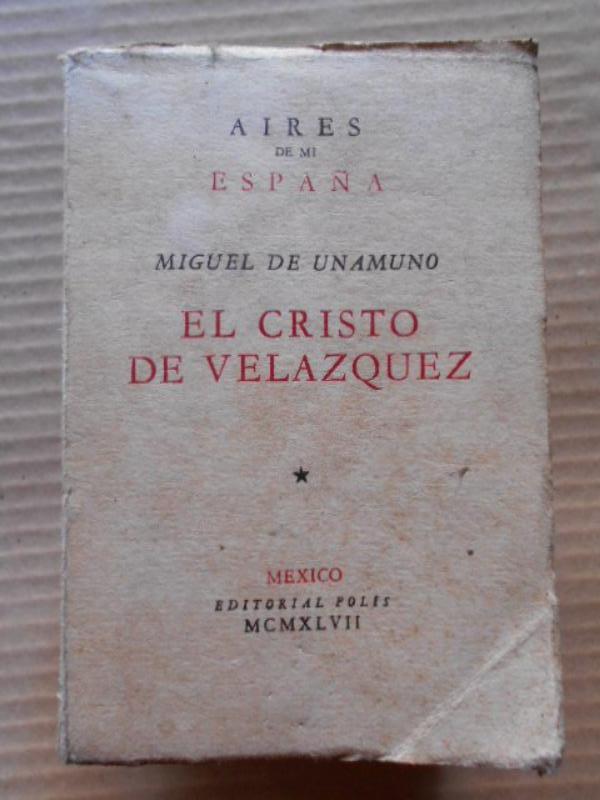 AIRES
DE MI
ESPAÑA
MIGUEL DE UNAMUNO
EL CRISTO
DE VELAZQUEZ
MEXICO
EDITORIAL POLIS
MCMXLVII